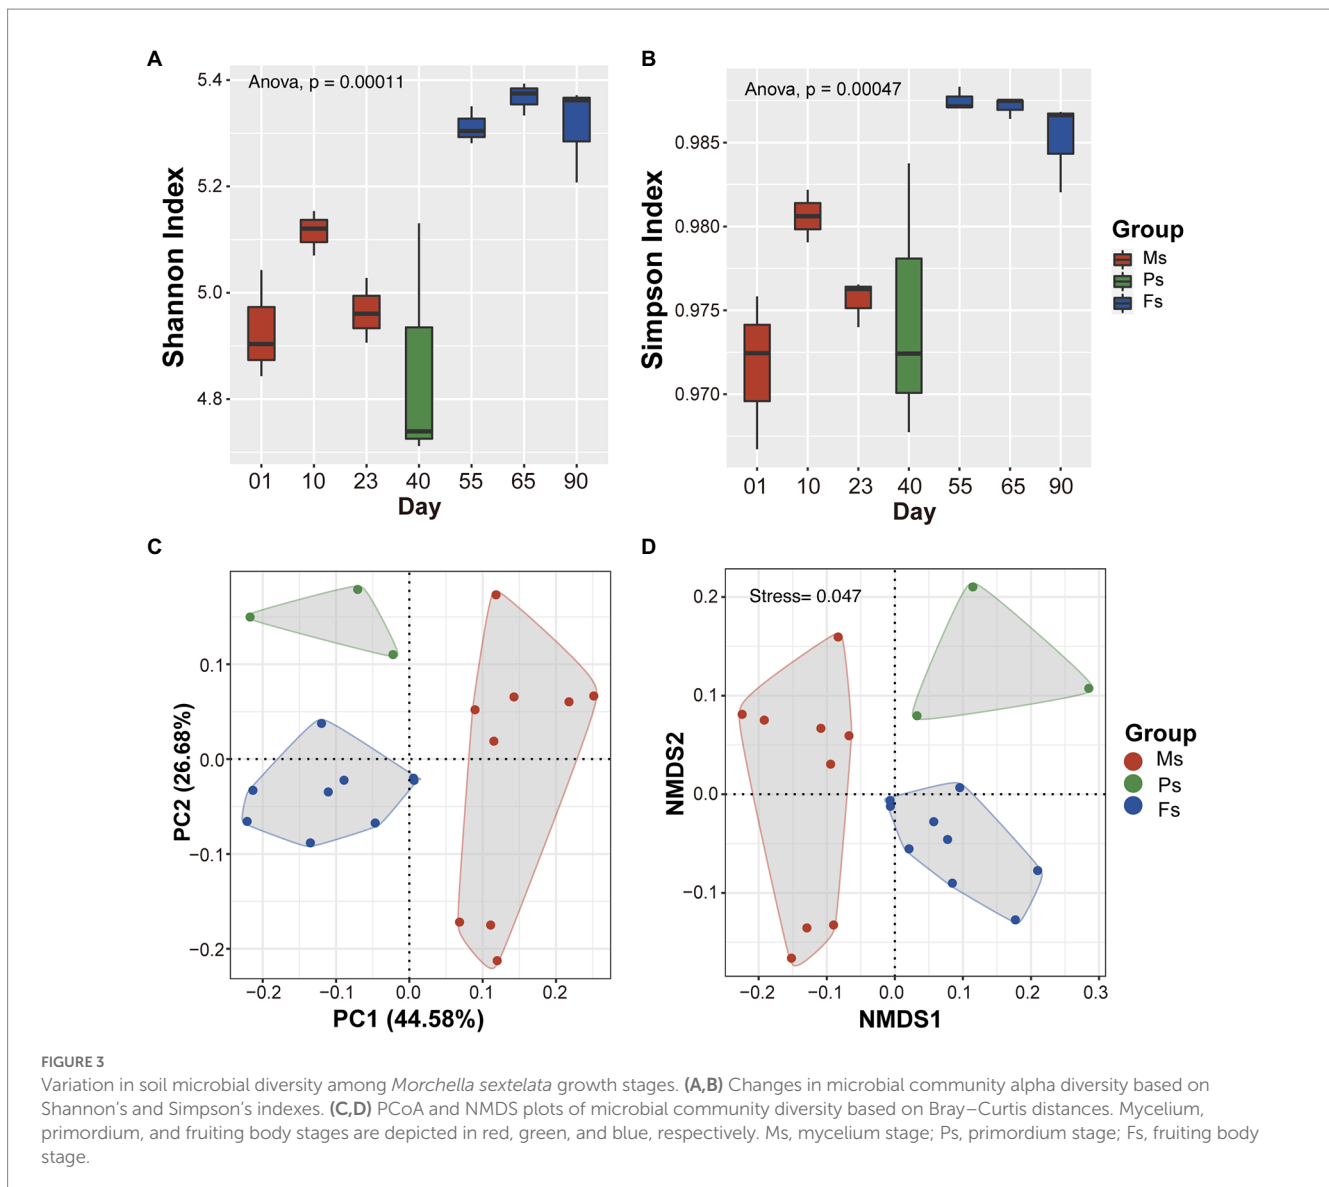 A
Anova, p = 0.00011
Shannon Index
5.4
5.2
5.0
4.8
01 10 23 40 55 65 90
Day
B
Anova, p = 0.00047
Simpson Index
0.985
0.980
0.975
0.970
01 10 23 40 55 65 90
Day
Group
Ms
Ps
Fs
C
PC2 (26.68%)
0.1
0.0
−0.1
−0.2
−0.2 −0.1 0.0 0.1 0.2
PC1 (44.58%)
D
Stress= 0.047
NMDS2
0.2
0.1
0.0
−0.1
−0.2 −0.1 0.0 0.1 0.2 0.3
NMDS1
Group
Ms
Ps
Fs
FIGURE 3
Variation in soil microbial diversity among Morchella sextelata growth stages. (A,B) Changes in microbial community alpha diversity based on
Shannon's and Simpson's indexes. (C,D) PCoA and NMDS plots of microbial community diversity based on Bray–Curtis distances. Mycelium,
primordium, and fruiting body stages are depicted in red, green, and blue, respectively. Ms, mycelium stage; Ps, primordium stage; Fs, fruiting body
stage.